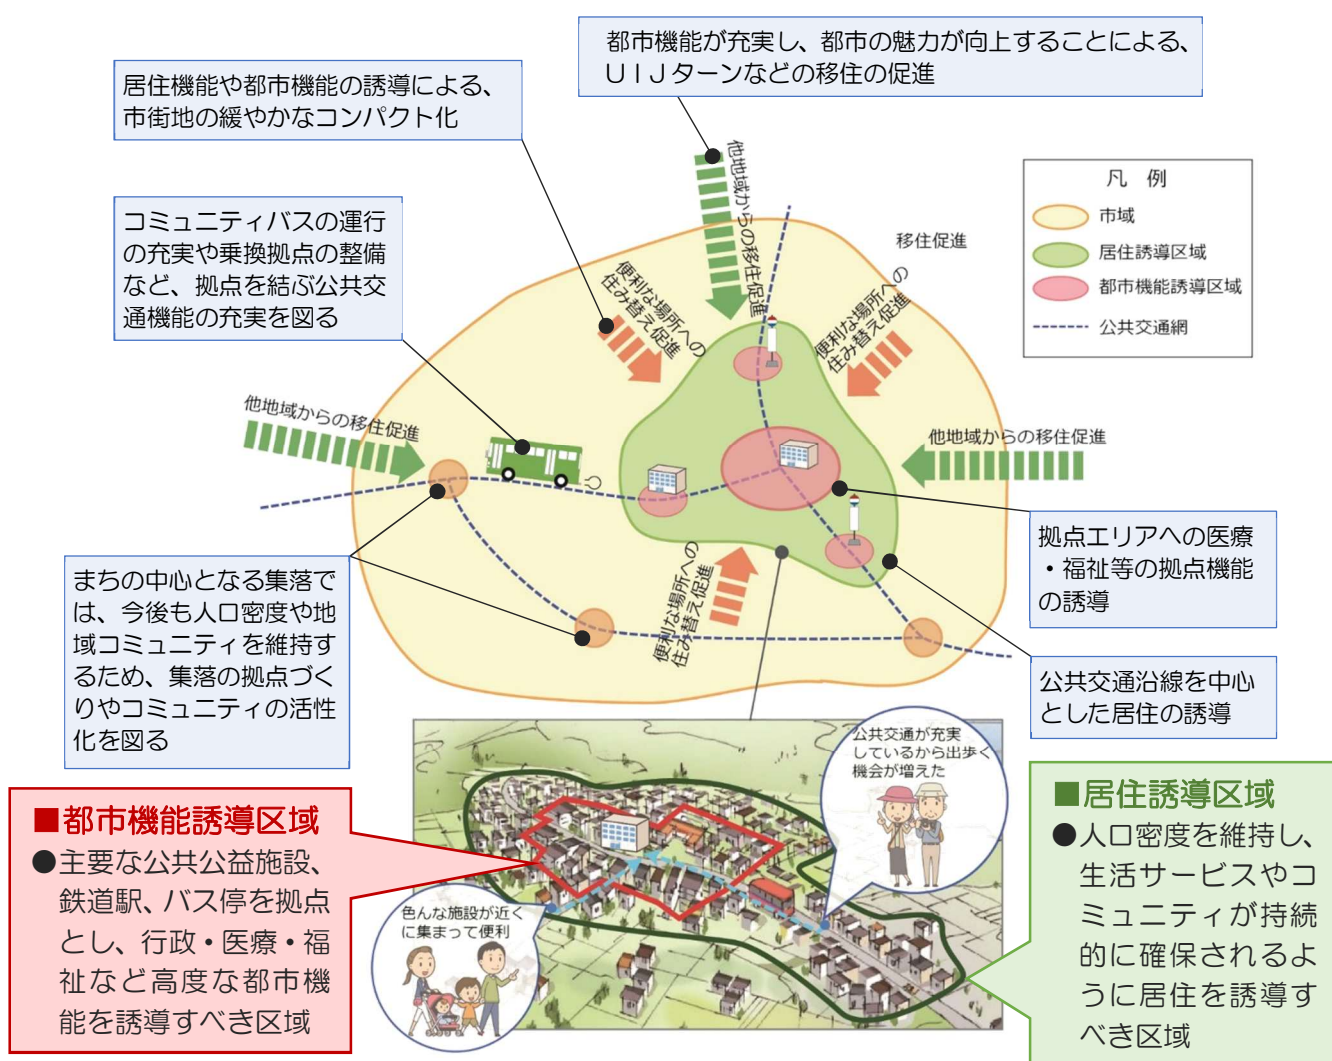 都市機能が充実し、都市の魅力が向上することによる、
ＵＩＪターンなどの移住の促進
居住機能や都市機能の誘導による、
市街地の緩やかなコンパクト化
コミュニティバスの運行
の充実や乗換拠点の整備
など、拠点を結ぶ公共交
通機能の充実を図る
凡　例
市域
居住誘導区域
都市機能誘導区域
公共交通網
移住促進
他地域からの移住促進
便利な場所への
住み替え促進
便利な場所への
住み替え促進
他地域からの移住促進
他地域からの移住促進
便利な場所への
住み替え促進
拠点エリアへの医療
・福祉等の拠点機能
の誘導
まちの中心となる集落で
は、今後も人口密度や地
域コミュニティを維持す
るため、集落の拠点づく
りやコミュニティの活性
化を図る
公共交通沿線を中心
とした居住の誘導
公共交通が充実
しているから出歩く
機会が増えた
色んな施設が近く
に集まって便利
■都市機能誘導区域
●主要な公共公益施設、
鉄道駅、バス停を拠点
とし、行政・医療・福
祉など高度な都市機
能を誘導すべき区域
■居住誘導区域
●人口密度を維持し、
生活サービスやコ
ミュニティが持続
的に確保されるよ
うに居住を誘導す
べき区域